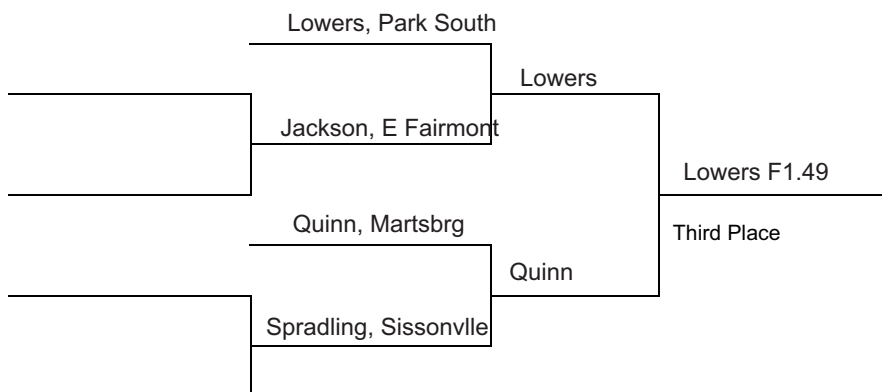 Lowers, Park South
Lowers
Jackson, E Fairmont
Lowers F1.49
Quinn, Martsbrg
Third Place
Quinn
Spradling, Sissonvlle